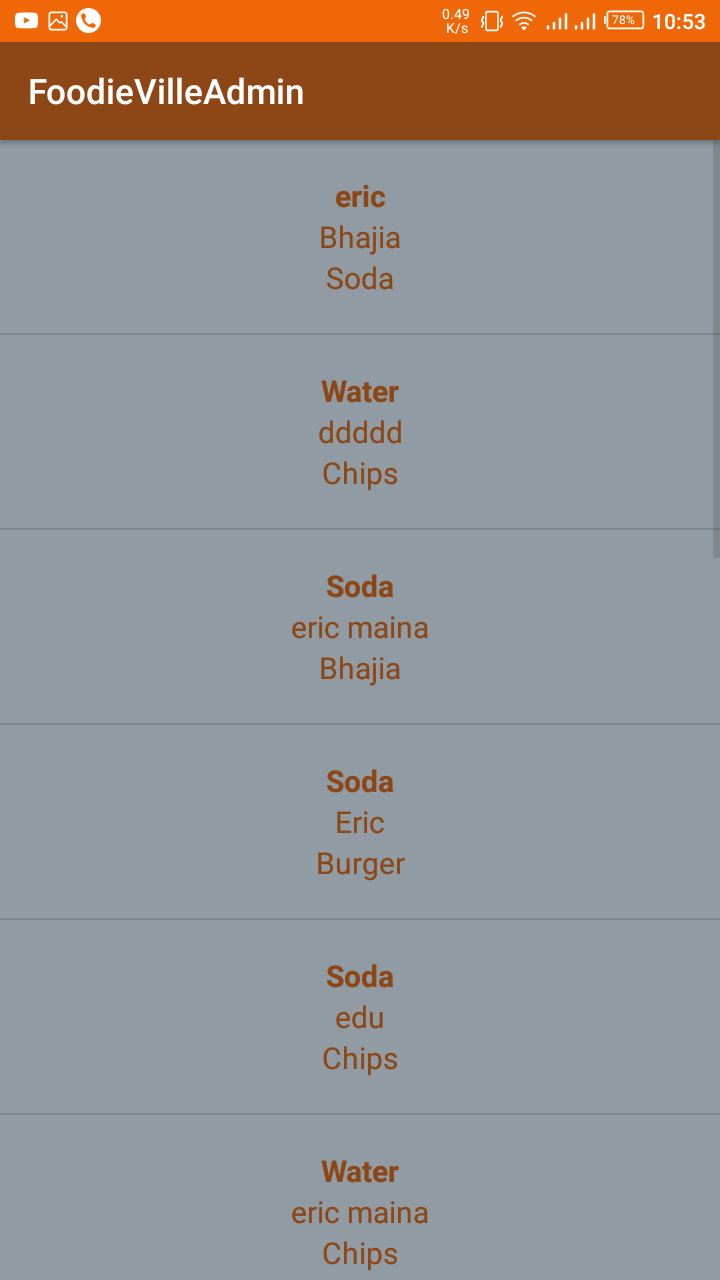 0.49
K/s
78%
10:53
FoodieVilleAdmin
eric
Bhajia
Soda
Water
ddddd
Chips
Soda
eric maina
Bhajia
Soda
Eric
Burger
Soda
edu
Chips
Water
eric maina
Chips